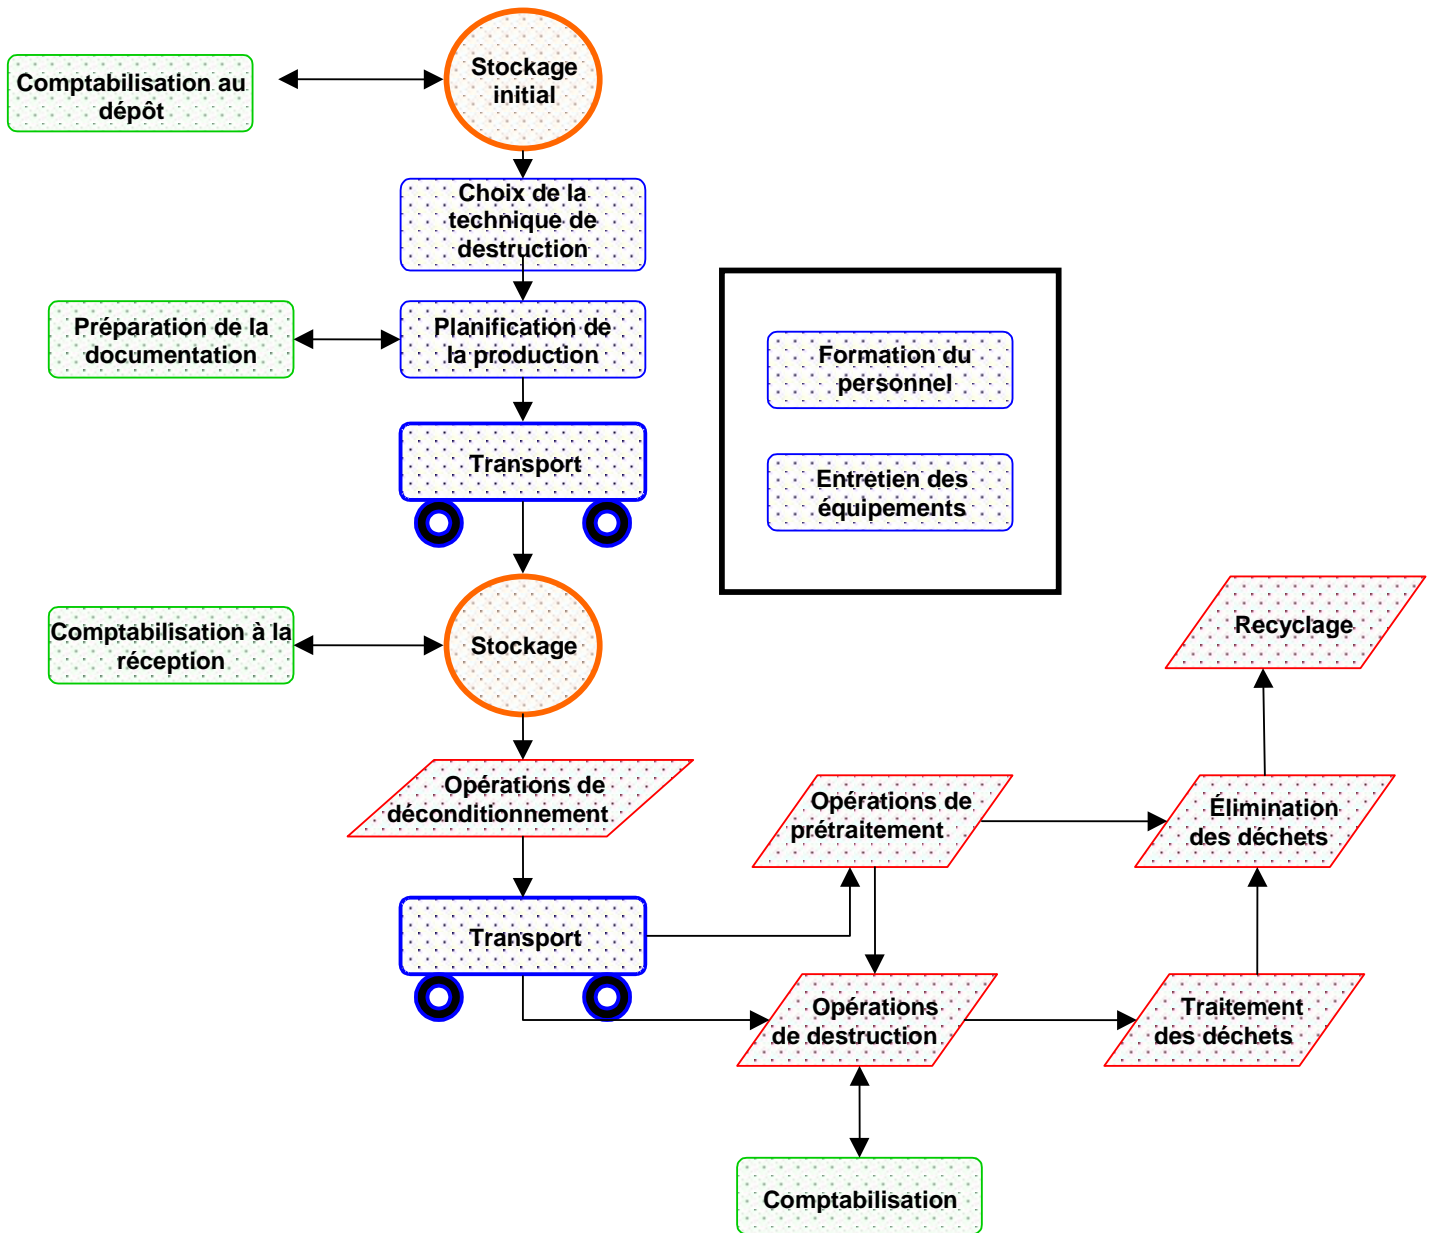 Stockage
initial
Comptabilisation au
dépôt
Choix de la
technique de
destruction
Préparation de la
documentation
Planification de
la production
Formation du
personnel
Transport
Entretien des
équipements
Comptabilisation à la
réception
Stockage
Recyclage
Opérations de
déconditionnement
Opérations de
prétraitement
Élimination
des déchets
Transport
Opérations
de destruction
Traitement
des déchets
Comptabilisation